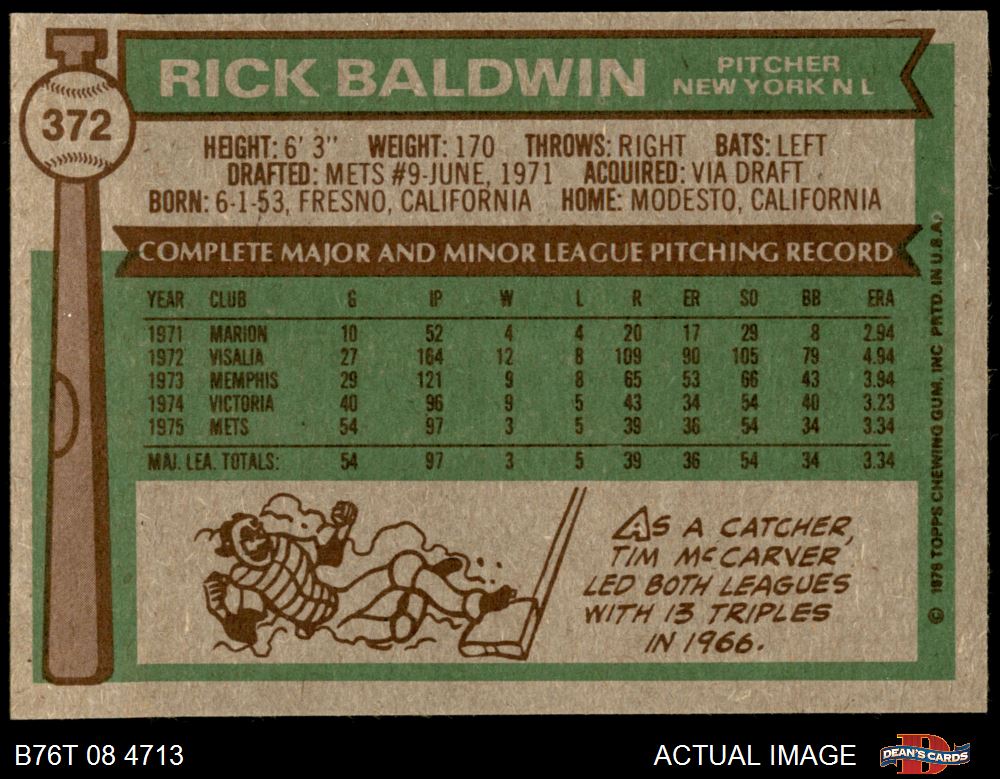 372
RICK BALDWIN
PITCHER
NEW YORK N L
HEIGHT: 6' 3" WEIGHT: 170 THROWS: RIGHT BATS: LEFT
DRAFTED: METS #9-JUNE, 1971 ACQUIRED: VIA DRAFT
BORN: 6-1-53, FRESNO, CALIFORNIA HOME: MODESTO, CALIFORNIA
COMPLETE MAJOR AND MINOR LEAGUE PITCHING RECORD
YEAR CLUB G IP W L R ER SO BB ERA
1971 MARION 10 52 4 4 20 17 29 8 2.94
1972 VISALIA 27 164 12 8 109 90 105 79 4.94
1973 MEMPHIS 29 121 9 8 65 53 66 43 3.94
1974 VICTORIA 40 96 9 5 43 34 54 40 3.23
1975 METS 54 97 3 5 39 36 54 34 3.34
MAJ. LEA. TOTALS: 54 97 3 5 39 36 54 34 3.34
AS A CATCHER,
TIM McCARVER
LED BOTH LEAGUES
WITH 13 TRIPLES
IN 1966.
© 1976 TOPPS CHEWING GUM, INC PRTD. IN U.S.A.
B76T 08 4713
ACTUAL IMAGE
DEAN'S CARDS